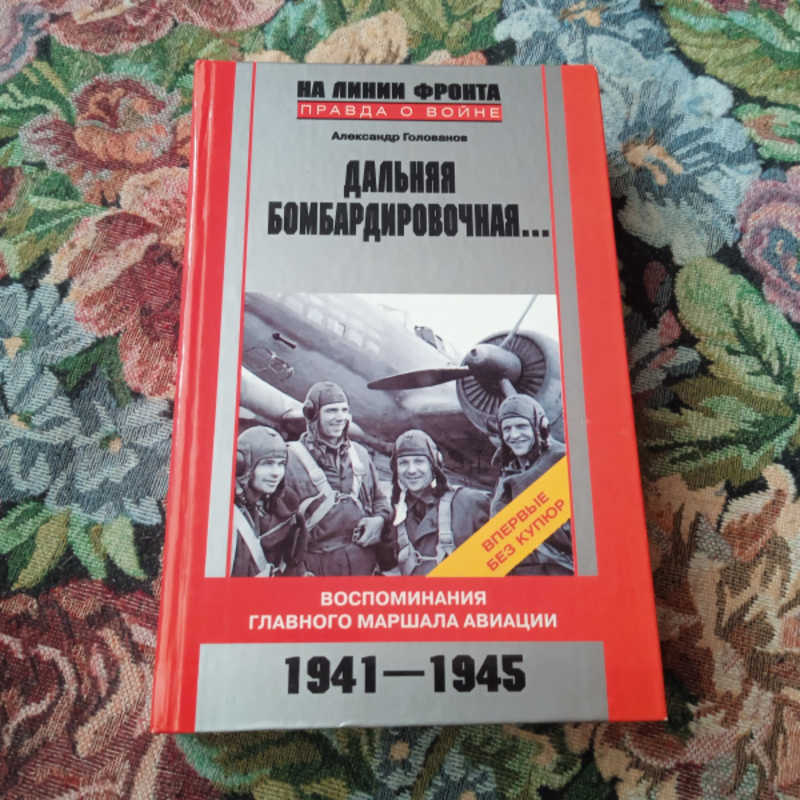 НА ЛИНИИ ФРОНТА
ПРАВДА О ВОЙНЕ
Александр Голованов
ДАЛЬНЯЯ
БОМБАРДИРОВОЧНАЯ...
ВПЕРВЫЕ
БЕЗ КУПЮР
ВОСПОМИНАНИЯ
ГЛАВНОГО МАРШАЛА АВИАЦИИ
1941—1945